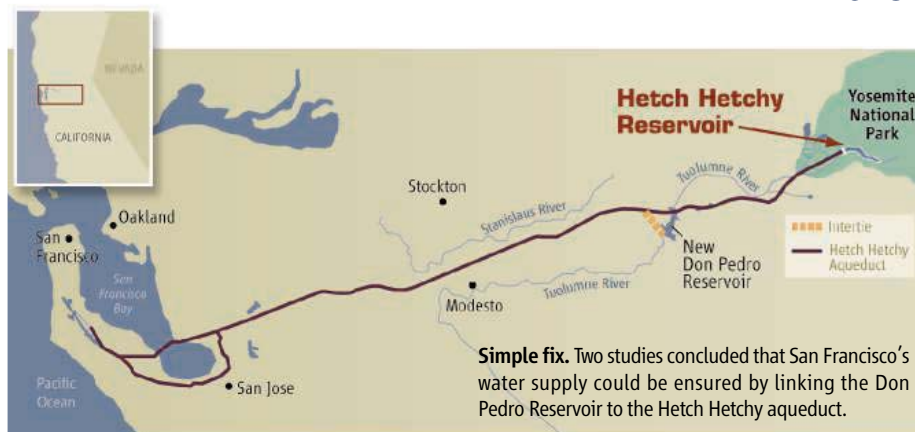 NEVADA
CALIFORNIA
Hetch Hetchy
Reservoir
Yosemite
National
Park
Tuolumne River
Stockton
Stanislaus River
Oakland
San
Francisco
San
Francisco
Bay
New
Don Pedro
Reservoir
Intertie
Hetch Hetchy
Aqueduct
Modesto
Tuolumne River
San Jose
Pacific
Ocean
Simple fix. Two studies concluded that San Francisco's
water supply could be ensured by linking the Don
Pedro Reservoir to the Hetch Hetchy aqueduct.